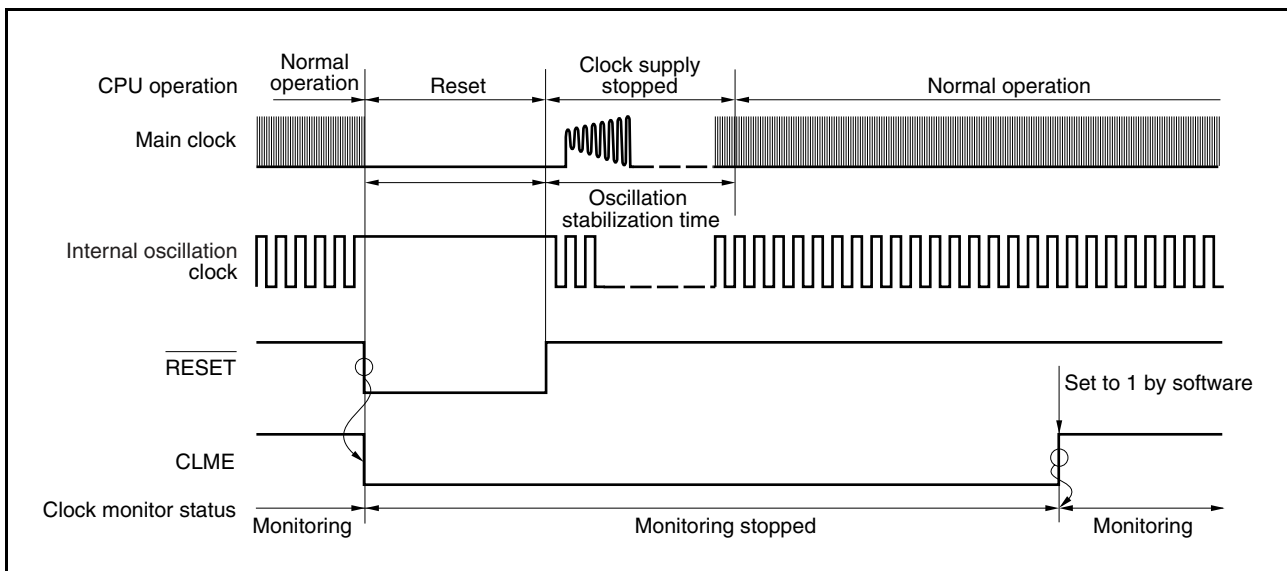 Normal
operation
Clock supply
stopped
CPU operation
Reset
Normal operation
Main clock
Oscillation
stabilization time
Internal oscillation
clock
RESET
Set to 1 by software
CLME
Clock monitor status
Monitoring
Monitoring stopped
Monitoring